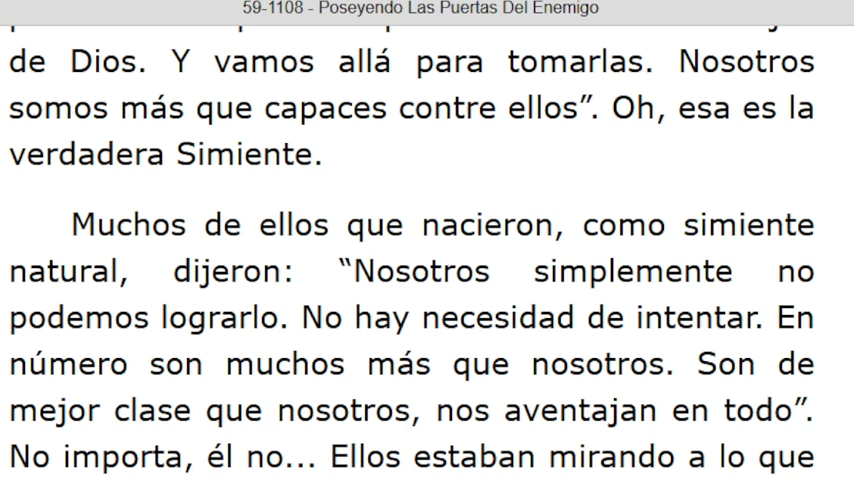 59-1108 - Poseyendo Las Puertas Del Enemigo
de Dios. Y vamos allá para tomarlas. Nosotros
somos más que capaces contre ellos”. Oh, esa es la
verdadera Simiente.
Muchos de ellos que nacieron, como simiente
natural, dijeron: “Nosotros simplemente no
podemos lograrlo. No hay necesidad de intentar. En
número son muchos más que nosotros. Son de
mejor clase que nosotros, nos aventajan en todo”.
No importa, él no... Ellos estaban mirando a lo que